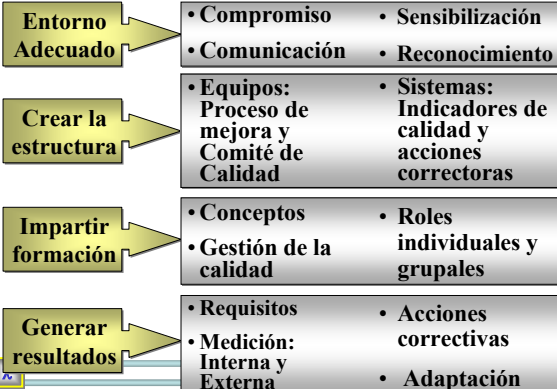 Entorno
Adecuado
• Compromiso
• Comunicación
• Sensibilización
• Reconocimiento
Crear la
estructura
• Equipos:
Proceso de
mejora y
Comité de
Calidad
• Sistemas:
Indicadores de
calidad y
acciones
correctoras
Impartir
formación
• Conceptos
• Gestión de la
calidad
• Roles
individuales y
grupales
Generar
resultados
• Requisitos
• Medición:
Interna y
Externa
• Acciones
correctivas
• Adaptación